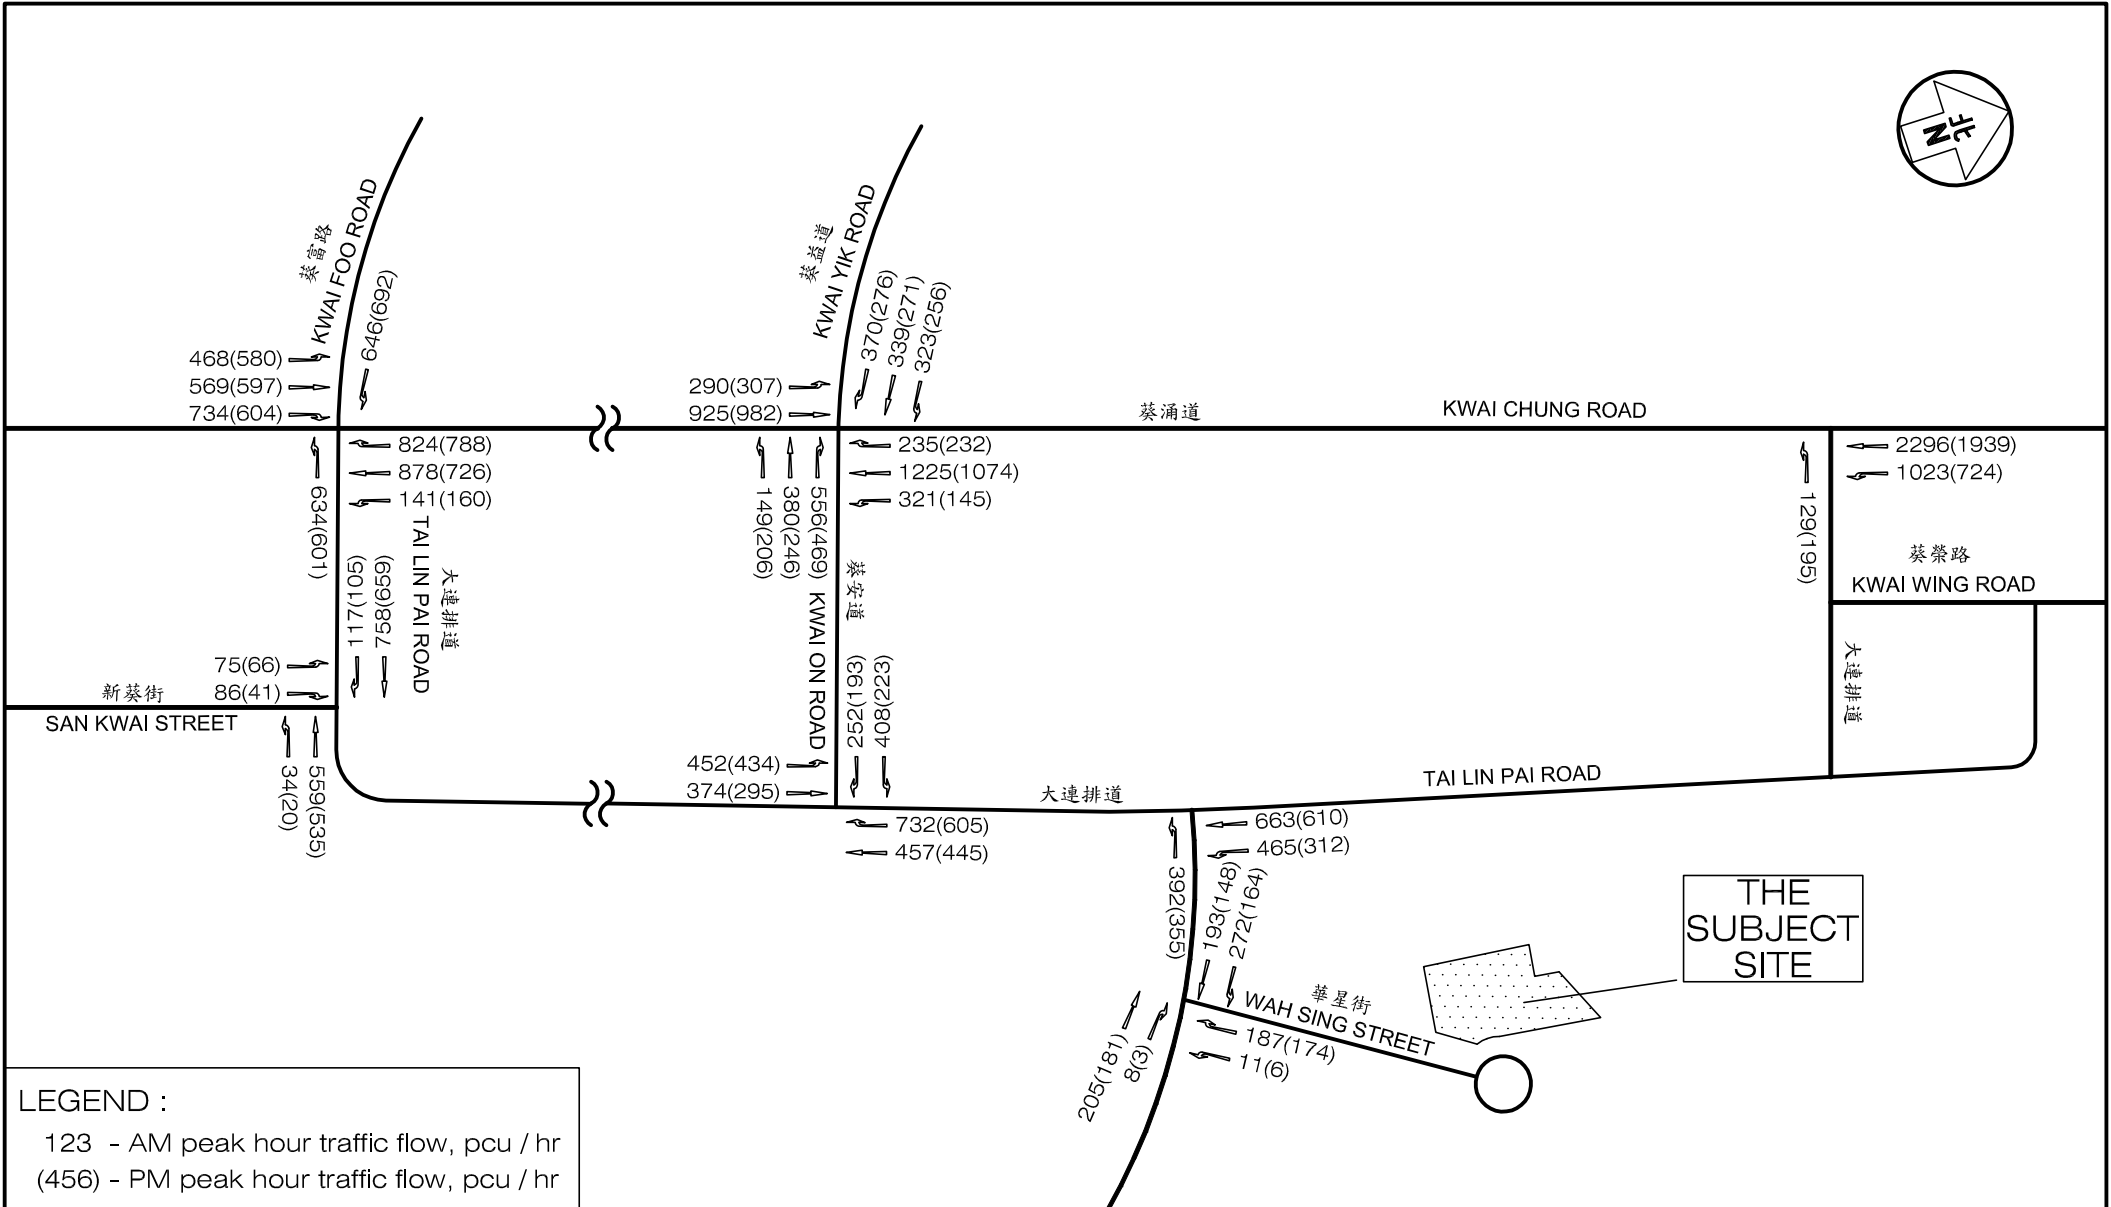 北
N
葵富路
KWAI FOO ROAD
646(692)
468(580)
569(597)
734(604)
葵益道
KWAI YIK ROAD
370(276)
339(271)
323(256)
290(307)
925(982)
葵涌道
KWAI CHUNG ROAD
824(788)
878(726)
141(160)
634(601)
235(232)
1225(1074)
321(145)
149(206)
380(246)
556(469)
2296(1939)
1023(724)
129(195)
葵榮路
KWAI WING ROAD
117(105)
758(659)
TAI LIN PAI ROAD
大連排道
葵安道
KWAI ON ROAD
252(193)
408(223)
大連排道
75(66)
86(41)
新葵街
SAN KWAI STREET
34(20)
559(535)
452(434)
374(295)
大連排道
TAI LIN PAI ROAD
732(605)
457(445)
663(610)
465(312)
392(355)
193(148)
272(164)
THE
SUBJECT
SITE
華星街
WAH SING STREET
187(174)
11(6)
205(181)
8(3)
LEGEND :
123 - AM peak hour traffic flow, pcu / hr
(456) - PM peak hour traffic flow, pcu / hr